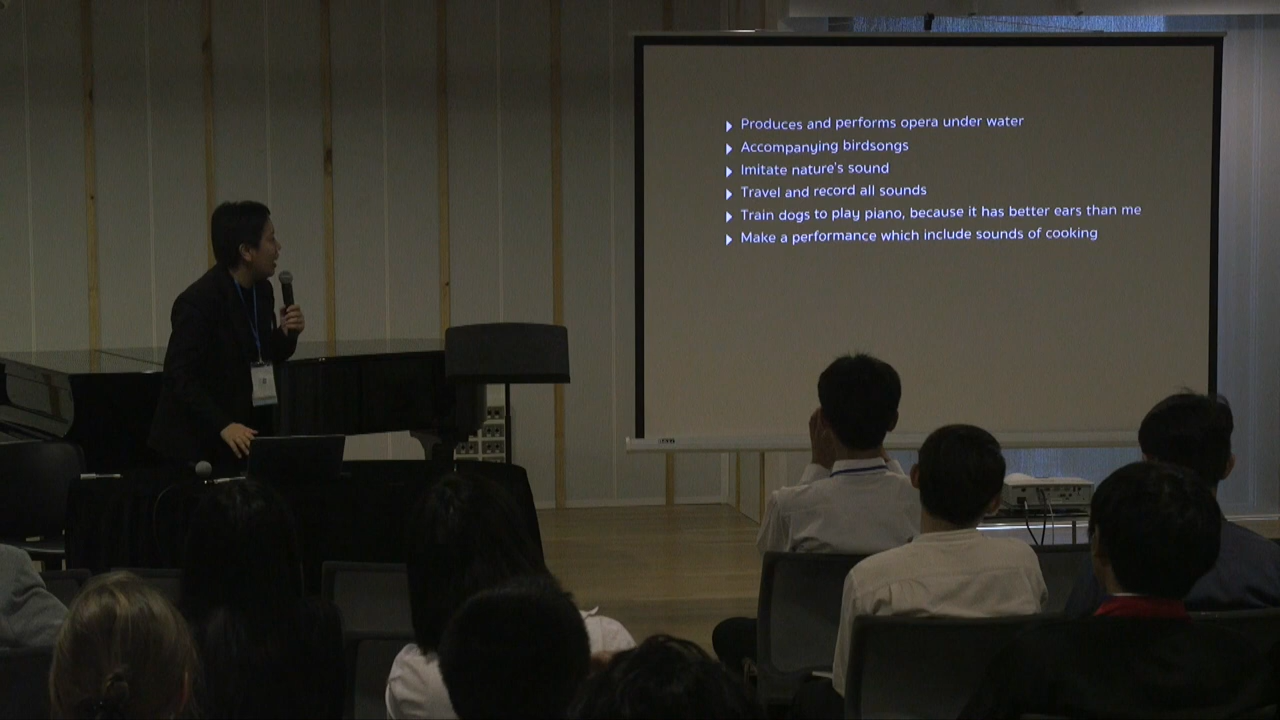 Produces and performs opera under water
Accompanying birdsongs
Imitate nature's sound
Travel and record all sounds
Train dogs to play piano, because it has better ears than me
Make a performance which include sounds of cooking